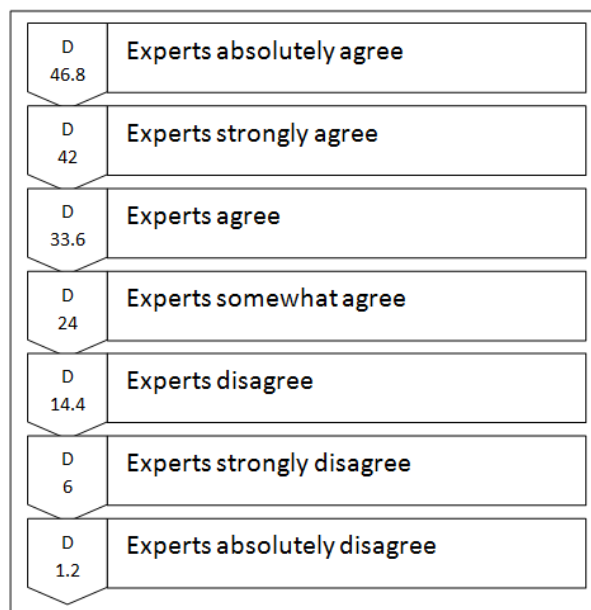 D
46.8
Experts absolutely agree
D
42
Experts strongly agree
D
33.6
Experts agree
D
24
Experts somewhat agree
D
14.4
Experts disagree
D
6
Experts strongly disagree
D
1.2
Experts absolutely disagree